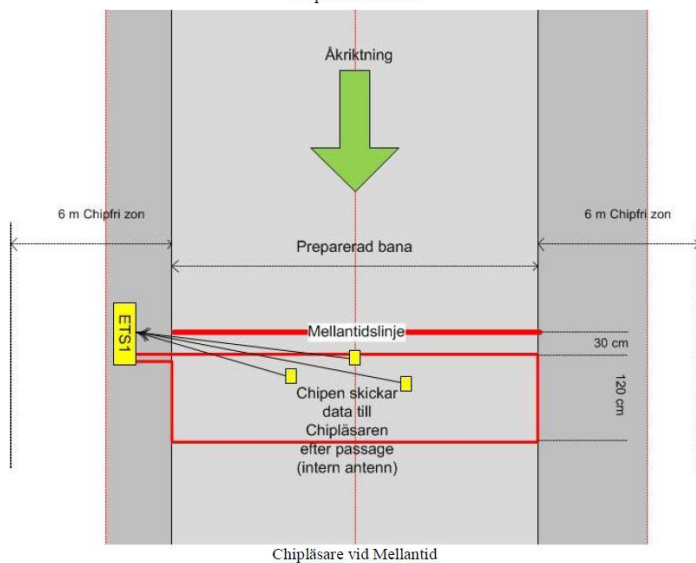 Åkriktning
6 m Chipfri zon
6 m Chipfri zon
Preparerad bana
ETS1
Mellantidslinje
30 cm
120 cm
Chipen skickar
data till
Chipläsaren
efter passage
(intern antenn)
Chipläsare vid Mellantid